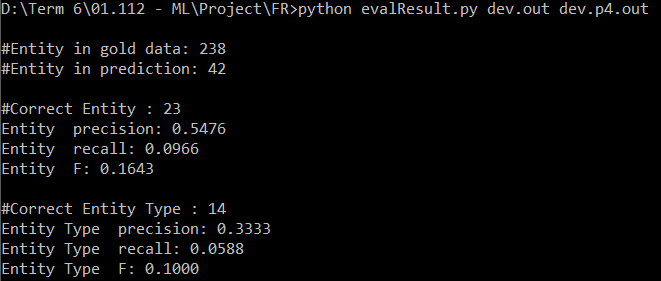 D:\Term 6\01.112 - ML\Project\FR>python evalResult.py dev.out dev.p4.out
#Entity in gold data: 238
#Entity in prediction: 42
#Correct Entity : 23
Entity  precision: 0.5476
Entity  recall: 0.0966
Entity  F: 0.1643
#Correct Entity Type : 14
Entity Type  precision: 0.3333
Entity Type  recall: 0.0588
Entity Type  F: 0.1000